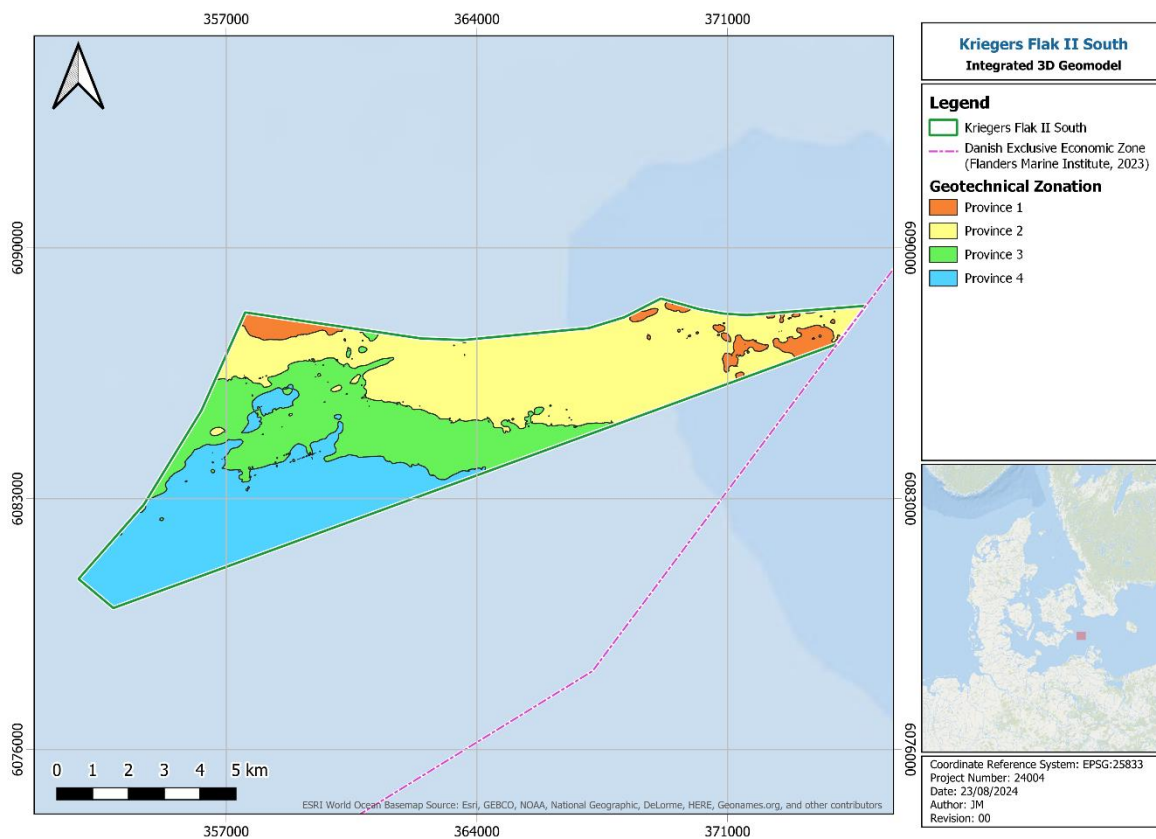 357000
364000
371000
6090000
6083000
6076000
6090000
6083000
6076000
0 1 2 3 4 5 km
ESRI World Ocean Basemap Source: Esri, GEBCO, NOAA, National Geographic, DeLorme, HERE, Geonames.org, and other contributors
357000
364000
371000
Kriegers Flak II South
Integrated 3D Geomodel
Legend
Kriegers Flak II South
Danish Exclusive Economic Zone
(Flanders Marine Institute, 2023)
Geotechnical Zonation
Province 1
Province 2
Province 3
Province 4
Coordinate Reference System: EPSG:25833
Project Number: 24004
Date: 23/08/2024
Author: JM
Revision: 00